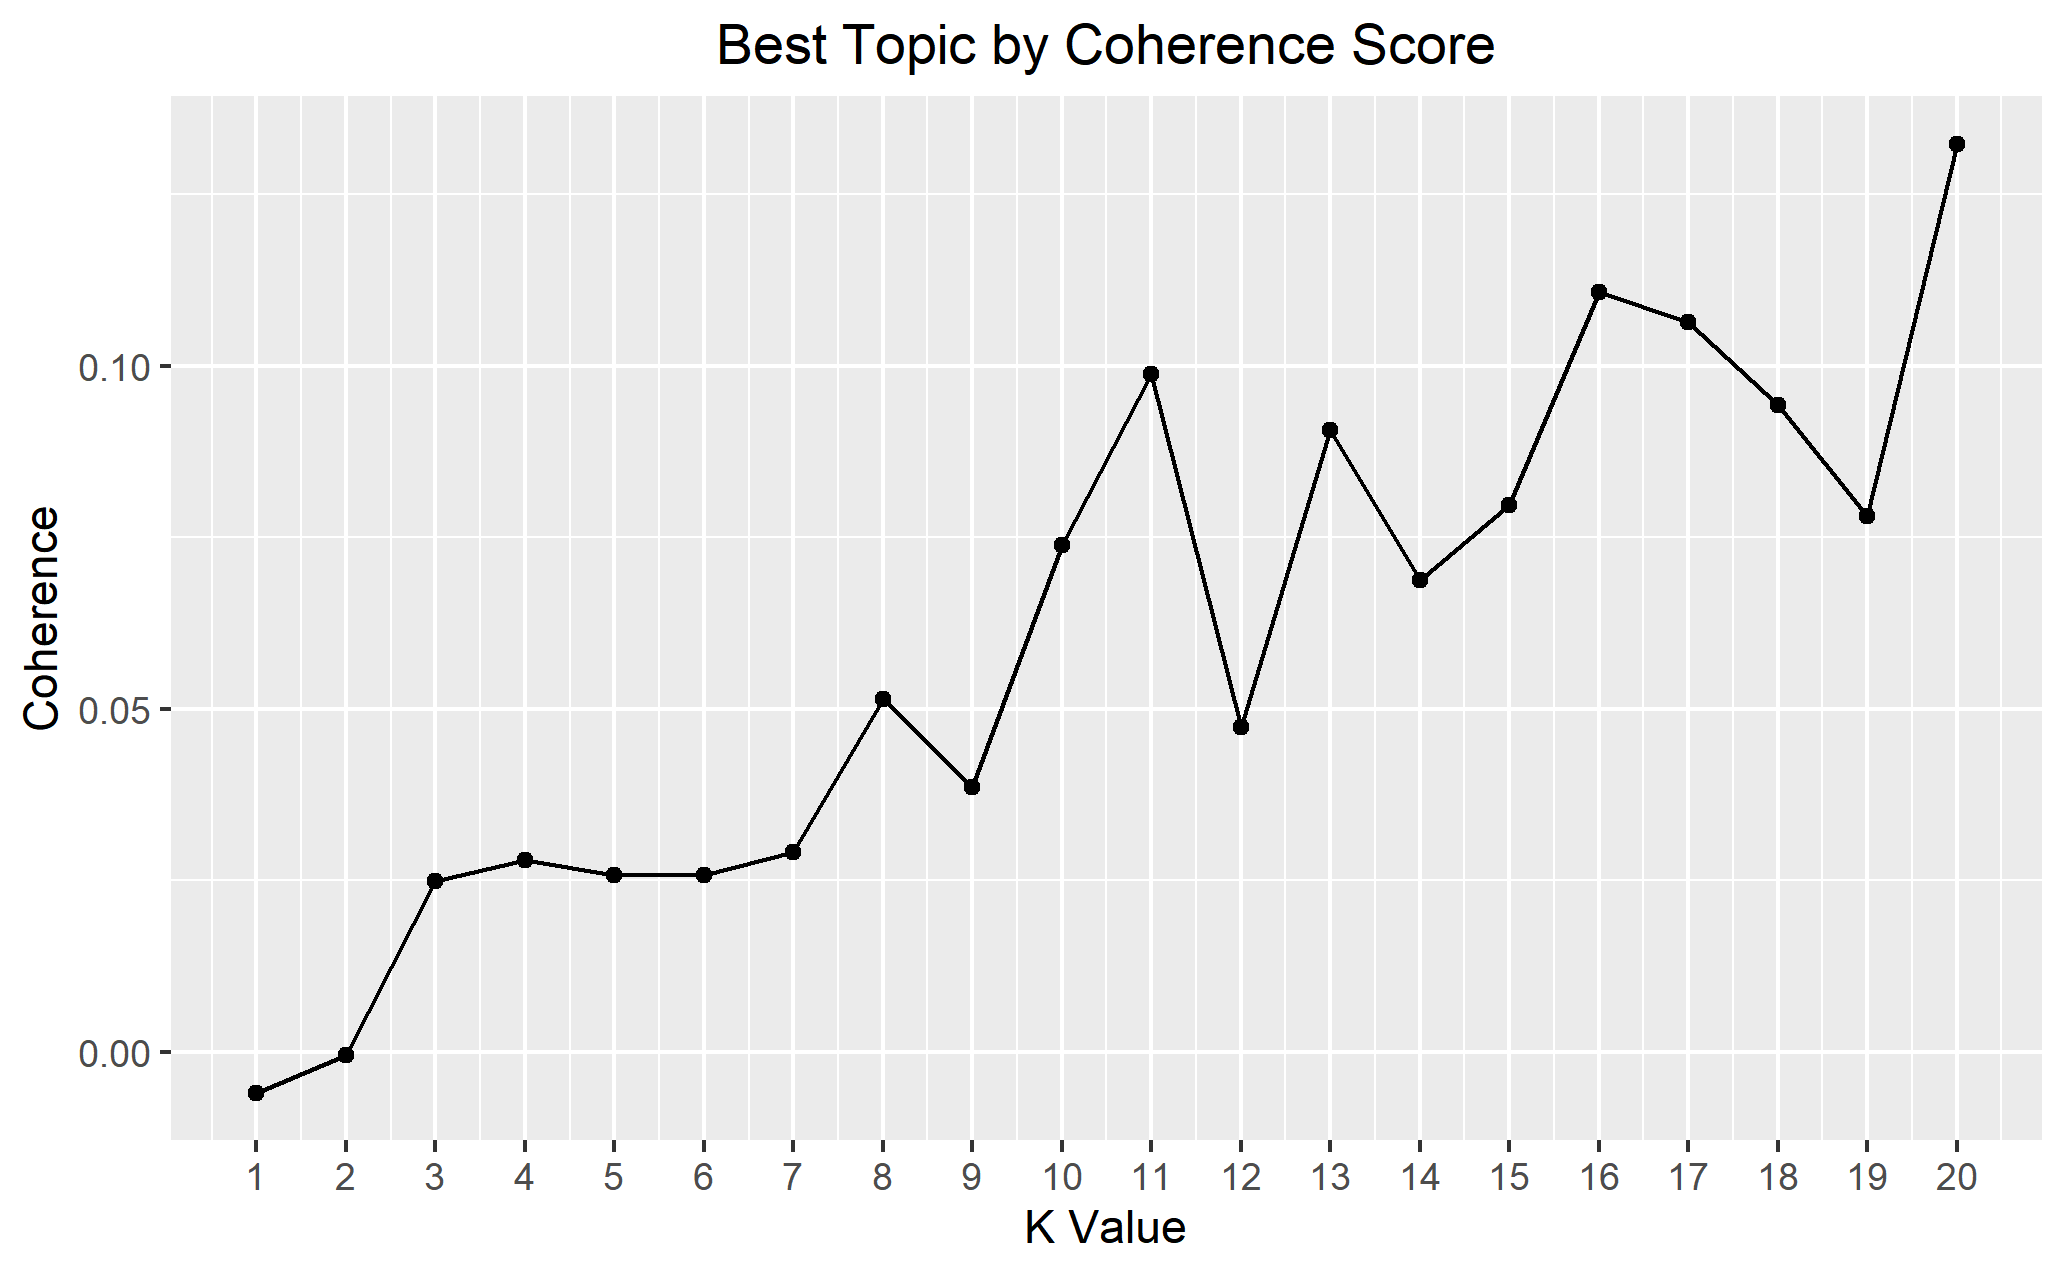 Best Topic by Coherence Score
Coherence
0.10
0.05
0.00
1 2 3 4 5 6 7 8 9 10 11 12 13 14 15 16 17 18 19 20
K Value